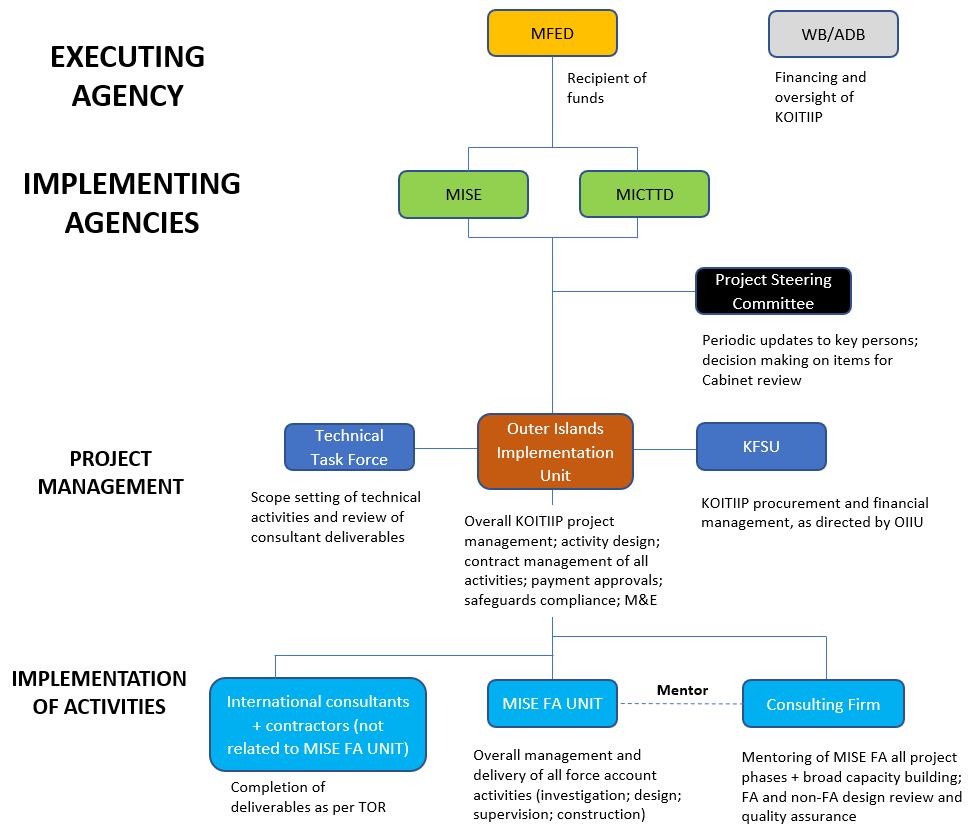 EXECUTING
AGENCY
MFED
Recipient of
funds
WB/ADB
Financing and
oversight of
KOITIIP
IMPLEMENTING
AGENCIES
MISE
MICTTD
Project Steering
Committee
Periodic updates to key persons;
decision making on items for
Cabinet review
PROJECT
MANAGEMENT
Technical
Task Force
Scope setting of technical
activities and review of
consultant deliverables
Outer Islands
Implementation
Unit
Overall KOITIIP project
management; activity design;
contract management of all
activities; payment approvals;
safeguards compliance; M&E
KFSU
KOITIIP procurement and financial
management, as directed by OIIU
IMPLEMENTATION
OF ACTIVITIES
International consultants
+ contractors (not
related to MISE FA UNIT)
Completion of
deliverables as per TOR
MISE FA UNIT
Overall management and
delivery of all force account
activities (investigation; design;
supervision; construction)
Mentor
Consulting Firm
Mentoring of MISE FA all project
phases + broad capacity building;
FA and non-FA design review and
quality assurance